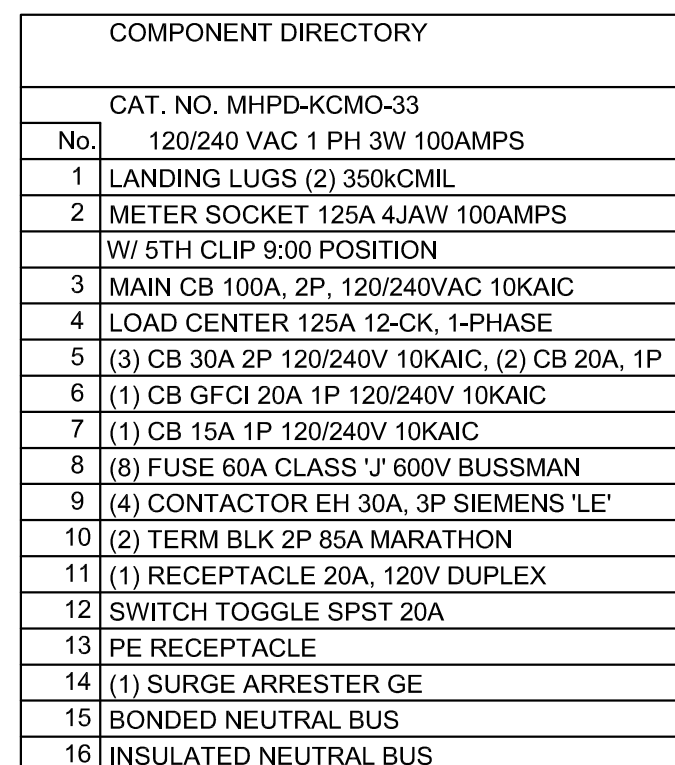 COMPONENT DIRECTORY
CAT. NO. MHPD-KCMO-33
No. 120/240 VAC 1 PH 3W 100AMPS
1 LANDING LUGS (2) 350kCMIL
2 METER SOCKET 125A 4JAW 100AMPS
W/ 5TH CLIP 9:00 POSITION
3 MAIN CB 100A, 2P, 120/240VAC 10KAIC
4 LOAD CENTER 125A 12-CK, 1-PHASE
5 (3) CB 30A 2P 120/240V 10KAIC, (2) CB 20A, 1P
6 (1) CB GFCI 20A 1P 120/240V 10KAIC
7 (1) CB 15A 1P 120/240V 10KAIC
8 (8) FUSE 60A CLASS 'J' 600V BUSSMAN
9 (4) CONTACTOR EH 30A, 3P SIEMENS 'LE'
10 (2) TERM BLK 2P 85A MARATHON
11 (1) RECEPTACLE 20A, 120V DUPLEX
12 SWITCH TOGGLE SPST 20A
13 PE RECEPTACLE
14 (1) SURGE ARRESTER GE
15 BONDED NEUTRAL BUS
16 INSULATED NEUTRAL BUS